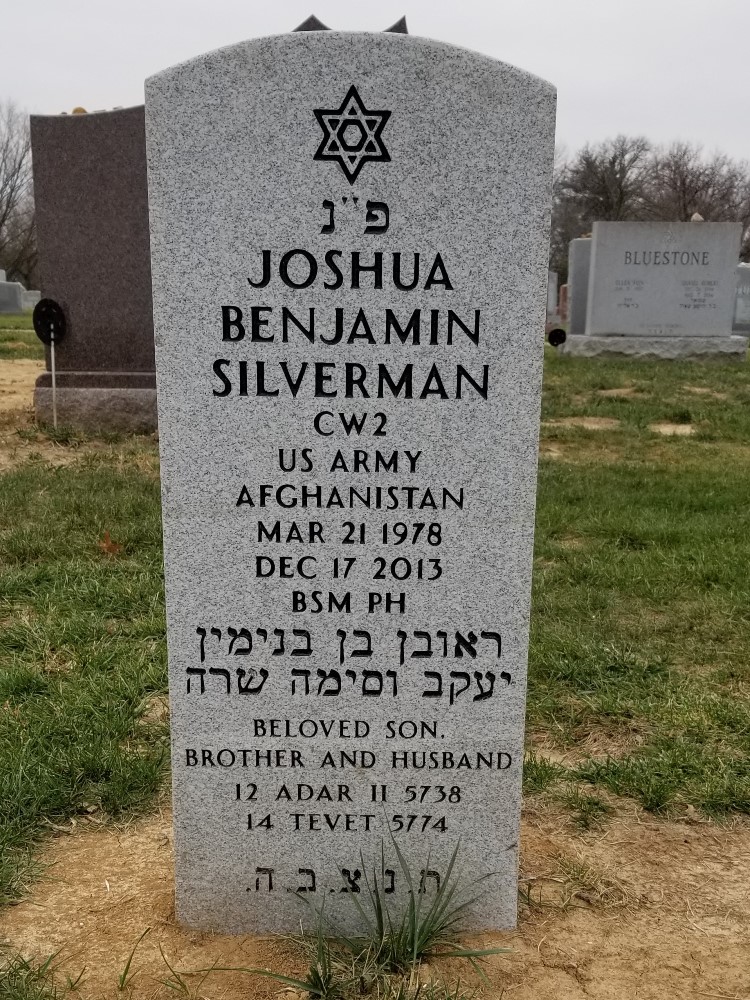 פ״נ
JOSHUA
BENJAMIN
SILVERMAN
CW2
US ARMY
AFGHANISTAN
MAR 21 1978
DEC 17 2013
BSM PH
ראובן בן בנימין
יעקב וסימה שרה
BELOVED SON,
BROTHER AND HUSBAND
12 ADAR II 5738
14 TEVET 5774
ת.נ.צ.ב.ה.
BLUESTONE